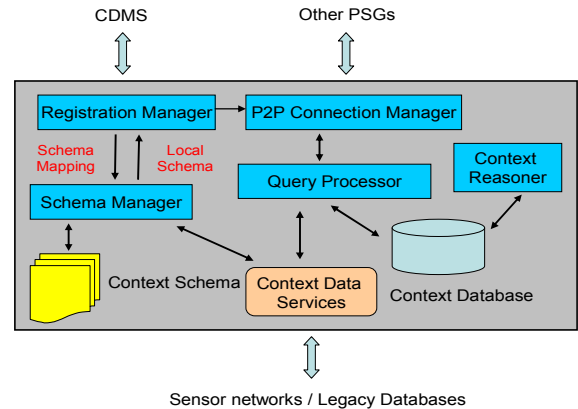 CDMS
Other PSGs
Registration Manager
P2P Connection Manager
Schema
Mapping
Local
Schema
Context
Reasoner
Query Processor
Schema Manager
Context Schema
Context Data
Services
Context Database
Sensor networks / Legacy Databases